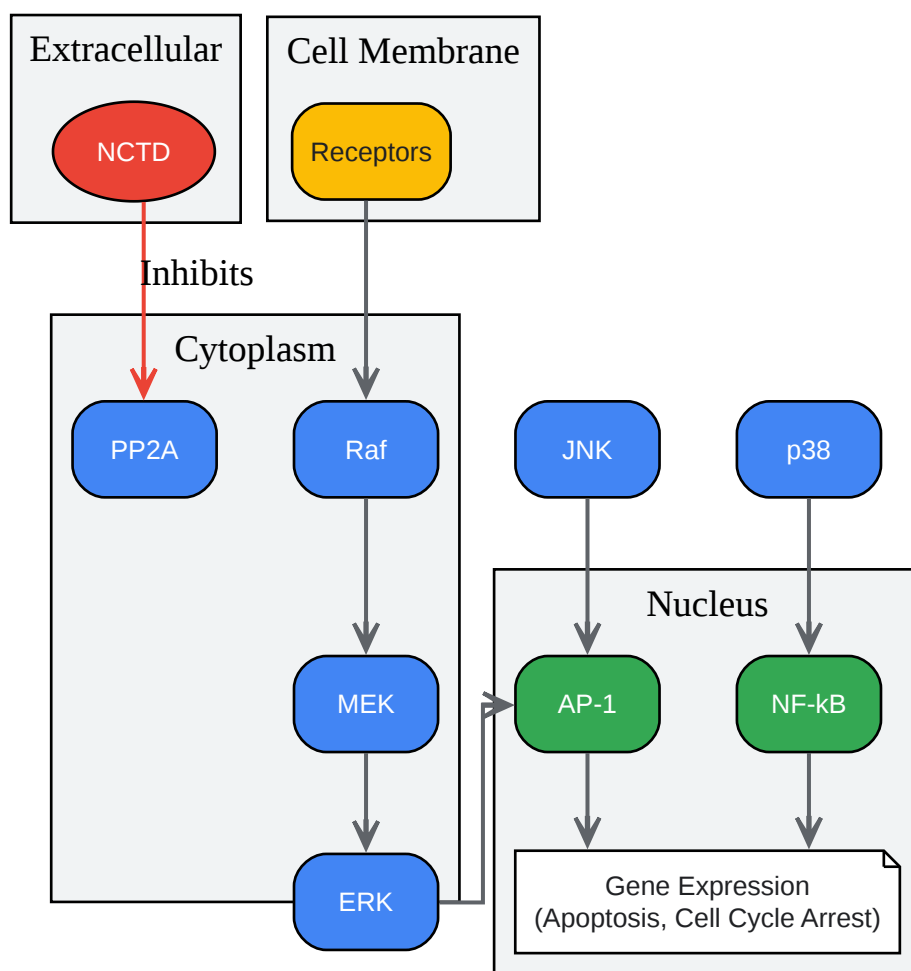 Extracellular
Cell Membrane
NCTD
Receptors
Inhibits
Cytoplasm
PP2A
Raf
JNK
p38
Nucleus
MEK
AP-1
NF-kB
ERK
Gene Expression
(Apoptosis, Cell Cycle Arrest)